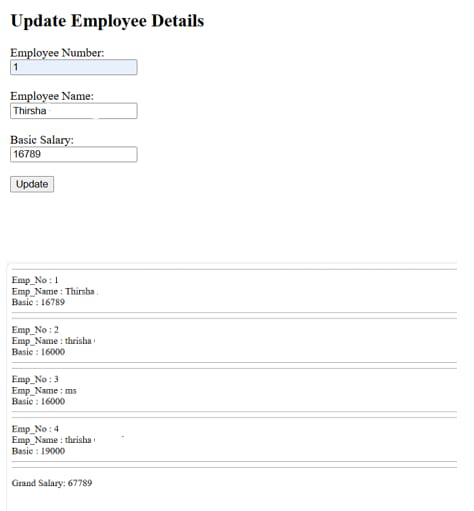 Update Employee Details
Employee Number:
1
Employee Name:
Thirsha
Basic Salary:
16789
Update
Emp_No : 1
Emp_Name : Thirsha
Basic : 16789
Emp_No : 2
Emp_Name : thrisha
Basic : 16000
Emp_No : 3
Emp_Name : ms
Basic : 16000
Emp_No : 4
Emp_Name : thrisha
Basic : 19000
Grand Salary: 67789